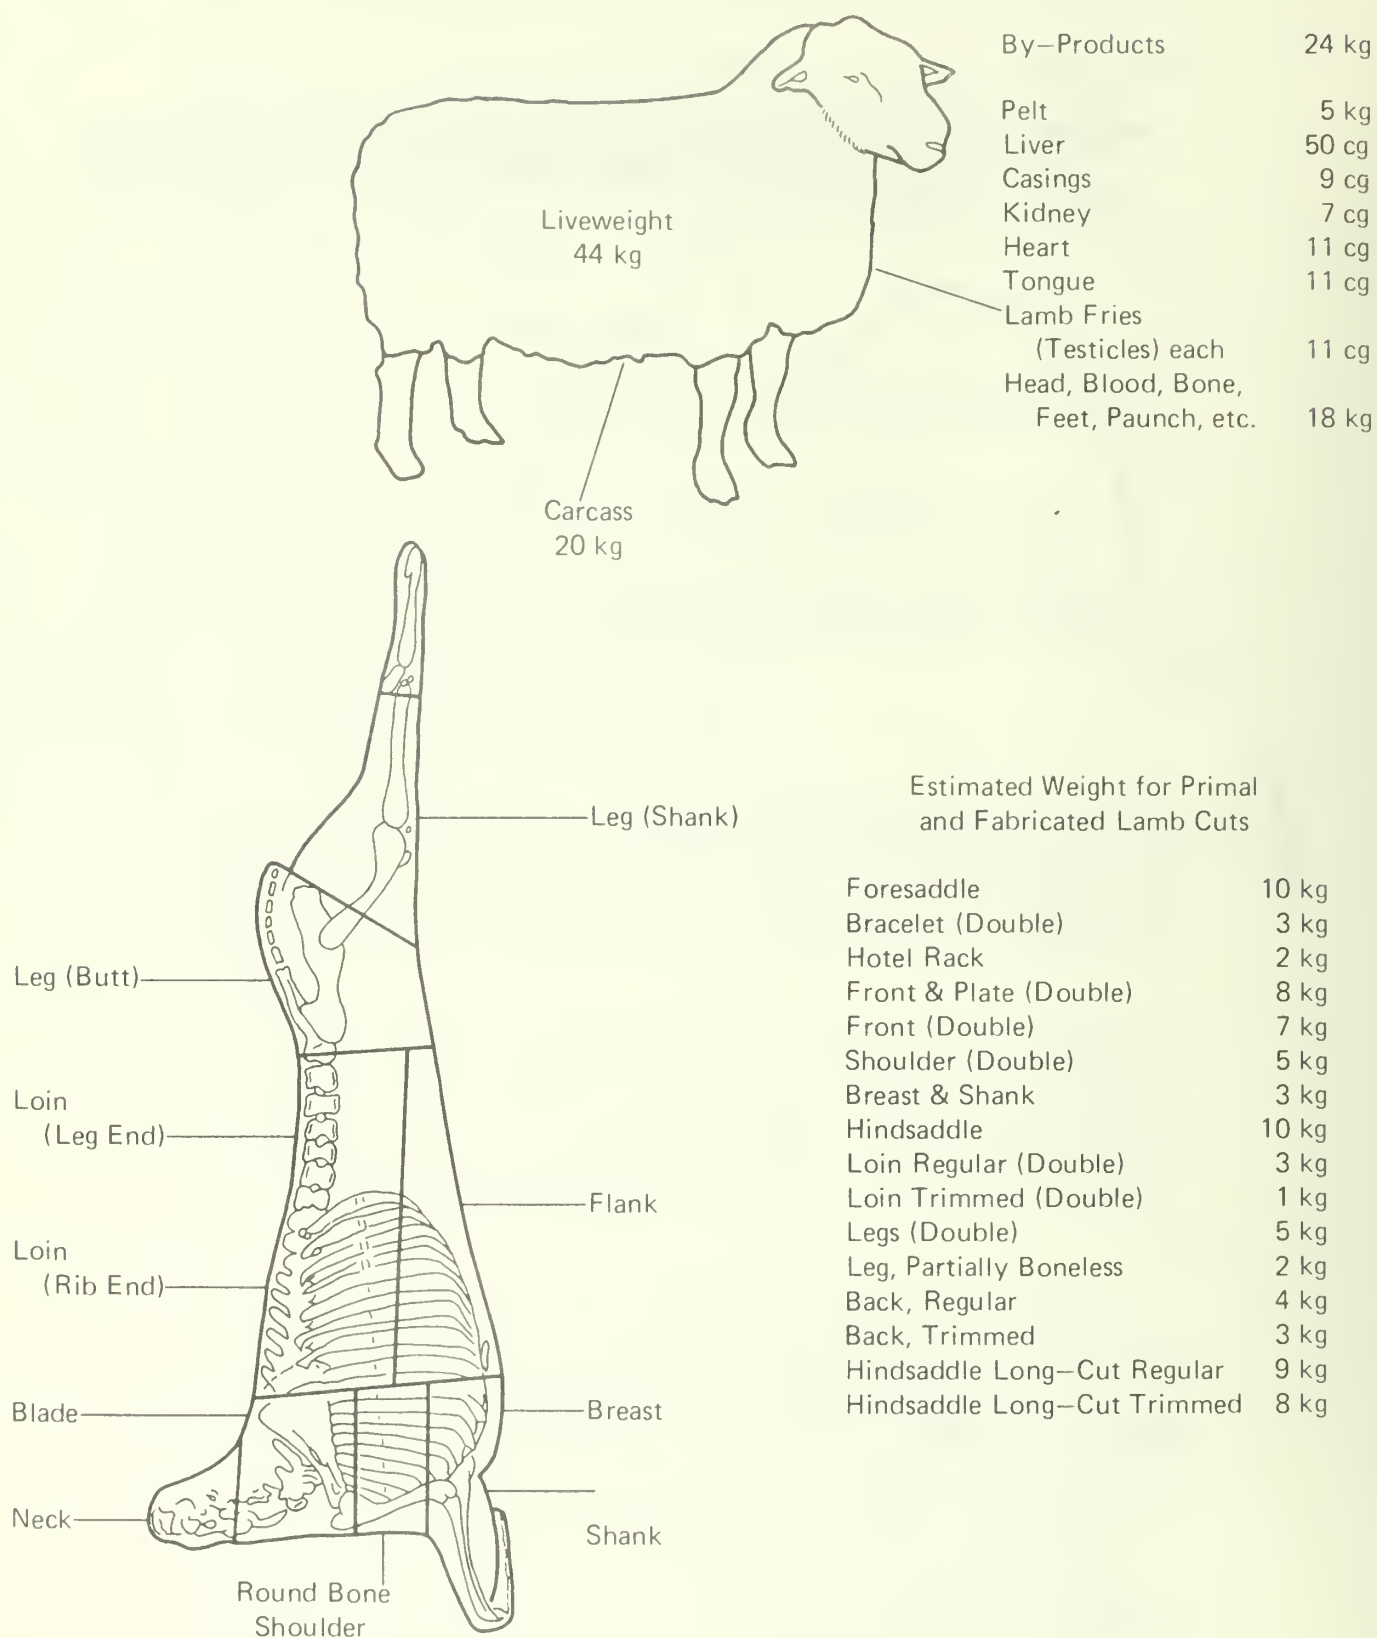 By-Products 24 kg
Pelt 5 kg
Liver 50 cg
Casings 9 cg
Kidney 7 cg
Heart 11 cg
Tongue 11 cg
Lamb Fries
(Testicles) each 11 cg
Head, Blood, Bone,
Feet, Paunch, etc. 18 kg
Liveweight
44 kg
Carcass
20 kg
Leg (Shank)
Leg (Butt)
Loin
(Leg End)
Flank
Loin
(Rib End)
Blade
Breast
Neck
Shank
Round Bone
Shoulder
Estimated Weight for Primal
and Fabricated Lamb Cuts
Foresaddle 10 kg
Bracelet (Double) 3 kg
Hotel Rack 2 kg
Front & Plate (Double) 8 kg
Front (Double) 7 kg
Shoulder (Double) 5 kg
Breast & Shank 3 kg
Hindsaddle 10 kg
Loin Regular (Double) 3 kg
Loin Trimmed (Double) 1 kg
Legs (Double) 5 kg
Leg, Partially Boneless 2 kg
Back, Regular 4 kg
Back, Trimmed 3 kg
Hindsaddle Long-Cut Regular 9 kg
Hindsaddle Long-Cut Trimmed 8 kg